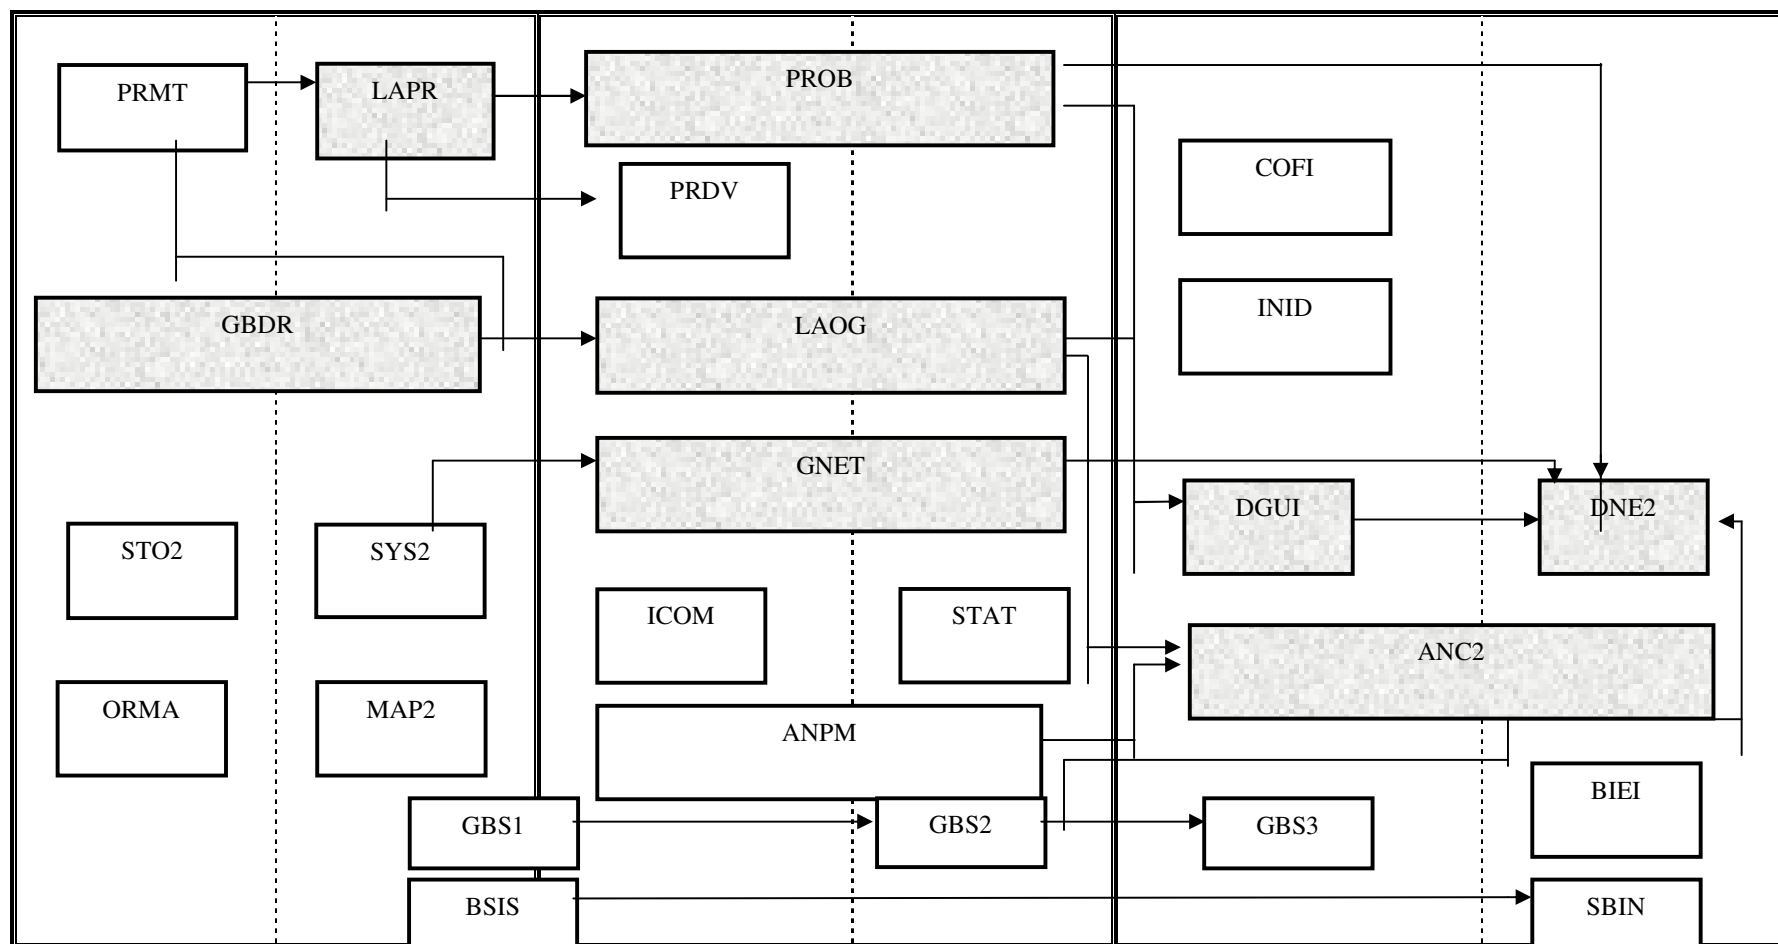 PRMT
LAPR
PROB
PRDV
COFI
GBDR
LAOG
INID
GNET
STO2
SYS2
DGUI
DNE2
ICOM
STAT
ANC2
ORMA
MAP2
ANPM
BIEI
GBS1
GBS2
GBS3
BSIS
SBIN